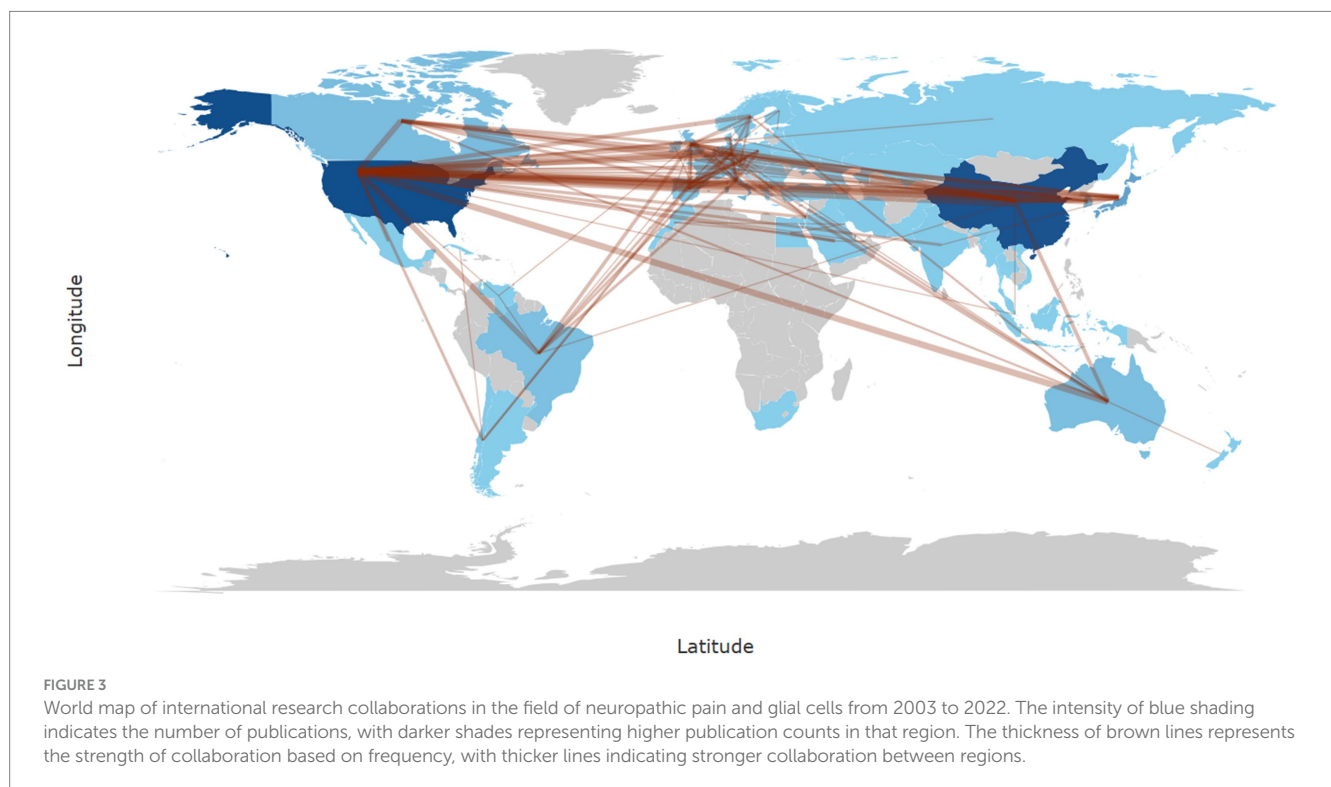 Longitude
Latitude
FIGURE 3
World map of international research collaborations in the field of neuropathic pain and glial cells from 2003 to 2022. The intensity of blue shading
indicates the number of publications, with darker shades representing higher publication counts in that region. The thickness of brown lines represents
the strength of collaboration based on frequency, with thicker lines indicating stronger collaboration between regions.